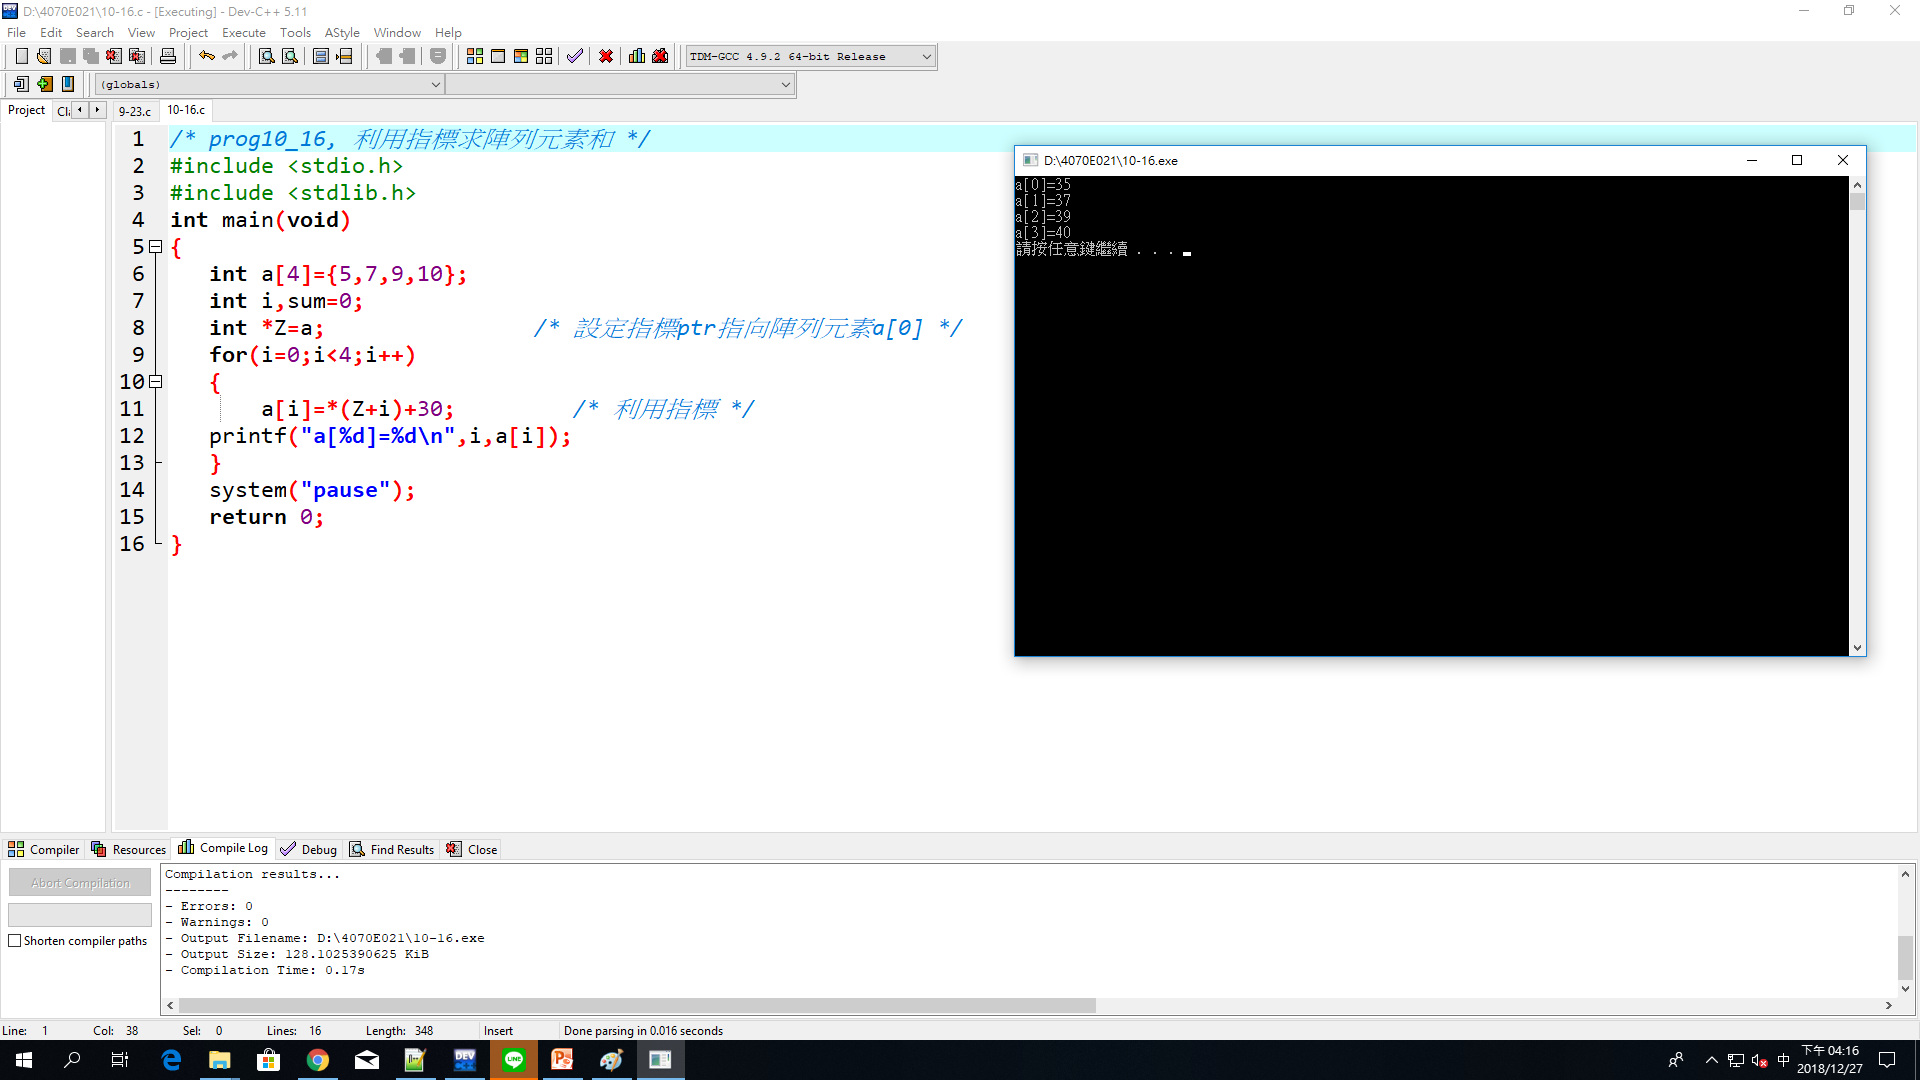 D:\4070E021\10-16.c - [Executing] - Dev-C++ 5.11
File Edit Search View Project Execute Tools AStyle Window Help
TDM-GCC 4.9.2 64-bit Release
(globals)
Project
9-23.c 10-16.c
1 /* prog10_16, 利用指標求陣列元素和 */
2 #include <stdio.h>
3 #include <stdlib.h>
4 int main(void)
5 {
6 int a[4]={5,7,9,10};
7 int i,sum=0;
8 int *Z=a; /* 設定指標ptr指向陣列元素a[0] */
9 for(i=0;i<4;i++)
10 {
11 a[i]=*(Z+i)+30; /* 利用指標 */
12 printf("a[%d]=%d\n",i,a[i]);
13 }
14 system("pause");
15 return 0;
16 }
D:\4070E021\10-16.exe
a[0]=35
a[1]=37
a[2]=39
a[3]=40
請按任意鍵繼續 . . .
Compiler Resources Compile Log Debug Find Results Close
Abort Compilation
Shorten compiler paths
Compilation results...
--------
- Errors: 0
- Warnings: 0
- Output Filename: D:\4070E021\10-16.exe
- Output Size: 128.1025390625 KiB
- Compilation Time: 0.17s
Line: 1 Col: 38 Sel: 0 Lines: 16 Length: 348 Insert Done parsing in 0.016 seconds
DEV C++
LINE
中
下午 04:16
2018/12/27